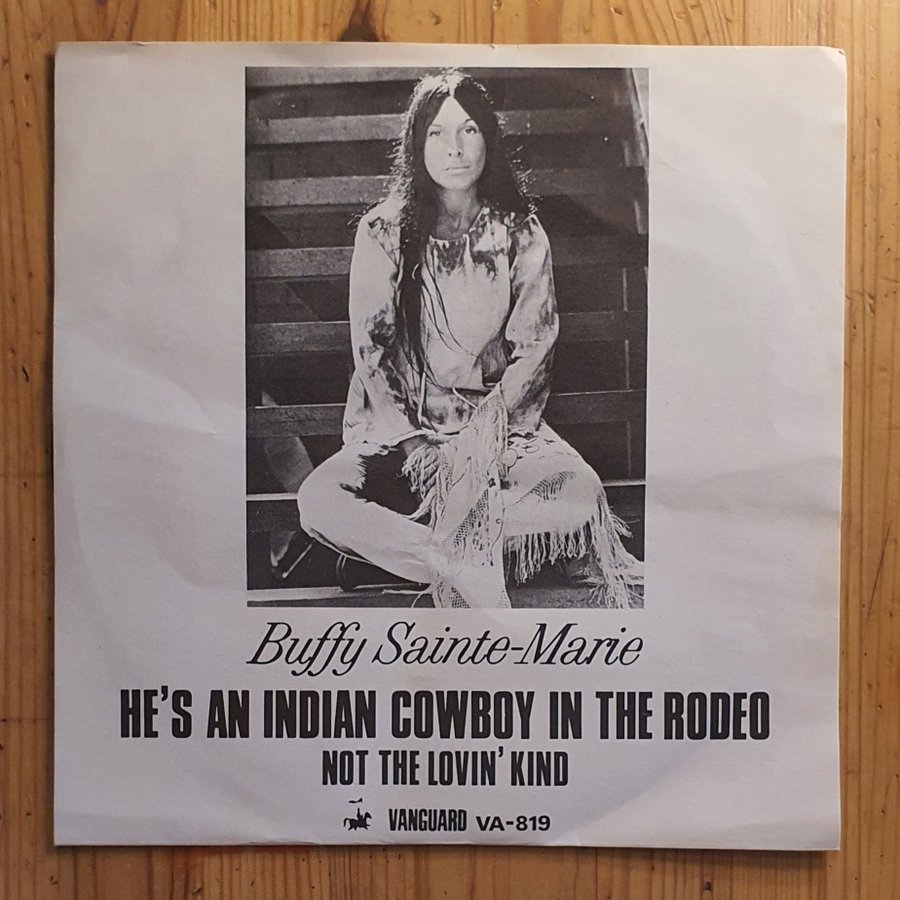 Buffy Sainte-Marie
HE'S AN INDIAN COWBOY IN THE RODEO
NOT THE LOVIN' KIND
VANGUARD VA-819